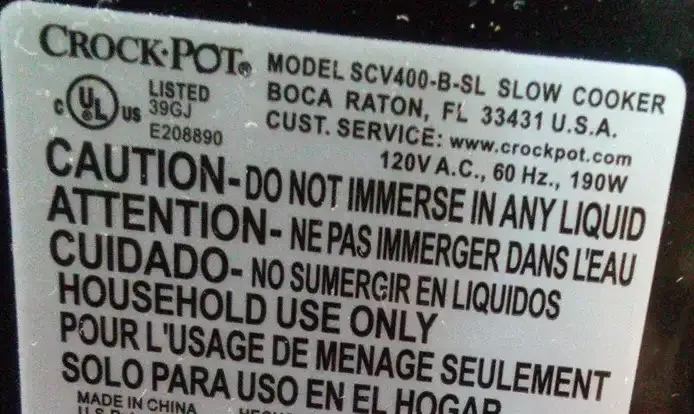 CROCK·POT® MODEL SCV400-B-SL SLOW COOKER
BOCA RATON, FL 33431 U.S.A.
CUST. SERVICE: www.crockpot.com
120V A.C., 60 Hz., 190W
C UL ® US LISTED
39GJ
E208890
CAUTION-DO NOT IMMERSE IN ANY LIQUID
ATTENTION- NE PAS IMMERGER DANS L'EAU
CUIDADO- NO SUMERGIR EN LIQUIDOS
HOUSEHOLD USE ONLY
POUR L'USAGE DE MENAGE SEULEMENT
SOLO PARA USO EN EL HOGAR
MADE IN CHINA